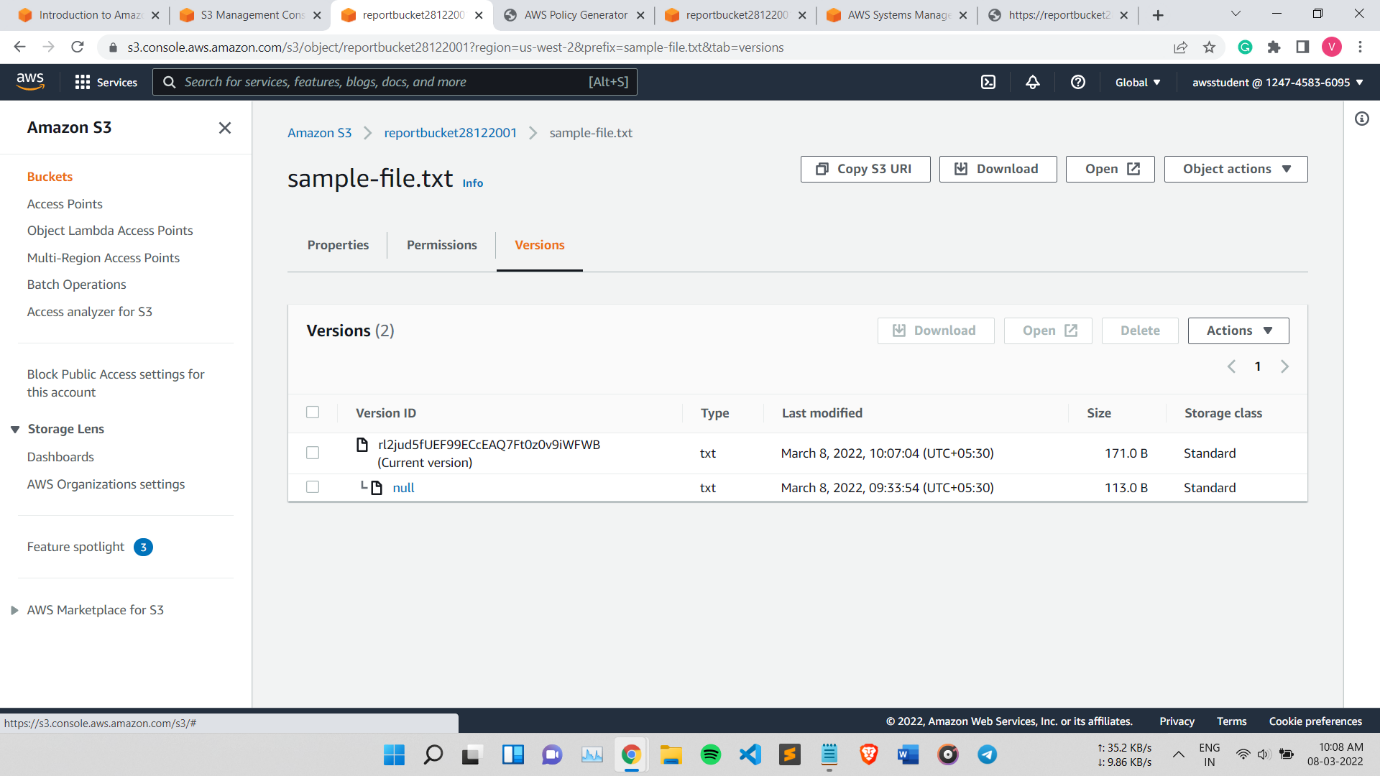 Introduction to Amaz
S3 Management Con
reportbucket2812200
AWS Policy Generator
reportbucket2812200
AWS Systems Manage
https://reportbucket2
s3.console.aws.amazon.com/s3/object/reportbucket28122001?region=us-west-2&prefix=sample-file.txt&tab=versions
V
aws
Services
Search for services, features, blogs, docs, and more
[Alt+S]
Global
awsstudent @ 1247-4583-6095
Amazon S3
Buckets
Access Points
Object Lambda Access Points
Multi-Region Access Points
Batch Operations
Access analyzer for S3
Block Public Access settings for
this account
Storage Lens
Dashboards
AWS Organizations settings
Feature spotlight 3
AWS Marketplace for S3
Amazon S3 > reportbucket28122001 > sample-file.txt
sample-file.txt Info
Copy S3 URI
Download
Open
Object actions
Properties
Permissions
Versions
Versions (2)
Download
Open
Delete
Actions
1
Version ID Type Last modified Size Storage class
rl2jud5fUEF99ECcEAQ7Ft0z0v9iWFWB
(Current version)
txt March 8, 2022, 10:07:04 (UTC+05:30) 171.0 B Standard
null txt March 8, 2022, 09:33:54 (UTC+05:30) 113.0 B Standard
https://s3.console.aws.amazon.com/s3/#
© 2022, Amazon Web Services, Inc. or its affiliates. Privacy Terms Cookie preferences
↑: 35.2 KB/s
↓: 9.86 KB/s
ENG
IN
10:08 AM
08-03-2022